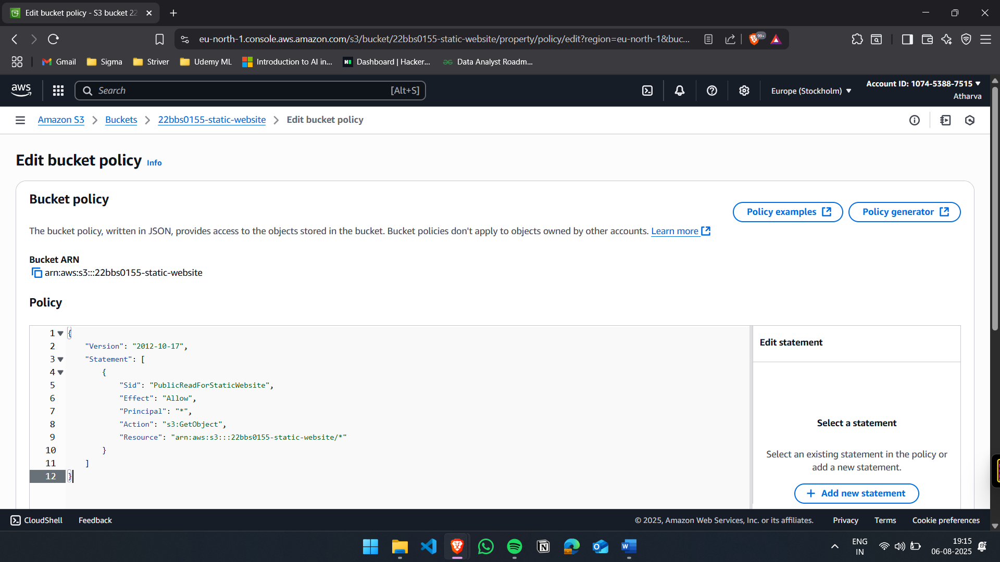 Edit bucket policy - S3 bucket 22
eu-north-1.console.aws.amazon.com/s3/bucket/22bbs0155-static-website/property/policy/edit?region=eu-north-1&buc...
99+
Gmail Sigma Striver Udemy ML Introduction to AI in... Dashboard | Hacker... Data Analyst Roadm...
aws Search [Alt+S] Europe (Stockholm) Account ID: 1074-5388-7515
Atharva
Amazon S3 Buckets 22bbs0155-static-website Edit bucket policy
Edit bucket policy Info
Bucket policy
Policy examples Policy generator
The bucket policy, written in JSON, provides access to the objects stored in the bucket. Bucket policies don't apply to objects owned by other accounts. Learn more
Bucket ARN
arn:aws:s3:::22bbs0155-static-website
Policy
1 {
2 "Version": "2012-10-17",
3 "Statement": [
4 {
5 "Sid": "PublicReadForStaticWebsite",
6 "Effect": "Allow",
7 "Principal": "*",
8 "Action": "s3:GetObject",
9 "Resource": "arn:aws:s3:::22bbs0155-static-website/*"
10 }
11 ]
12 }
Edit statement
Select a statement
Select an existing statement in the policy or
add a new statement.
+ Add new statement
CloudShell Feedback © 2025, Amazon Web Services, Inc. or its affiliates. Privacy Terms Cookie preferences
ENG
IN
19:15
06-08-2025